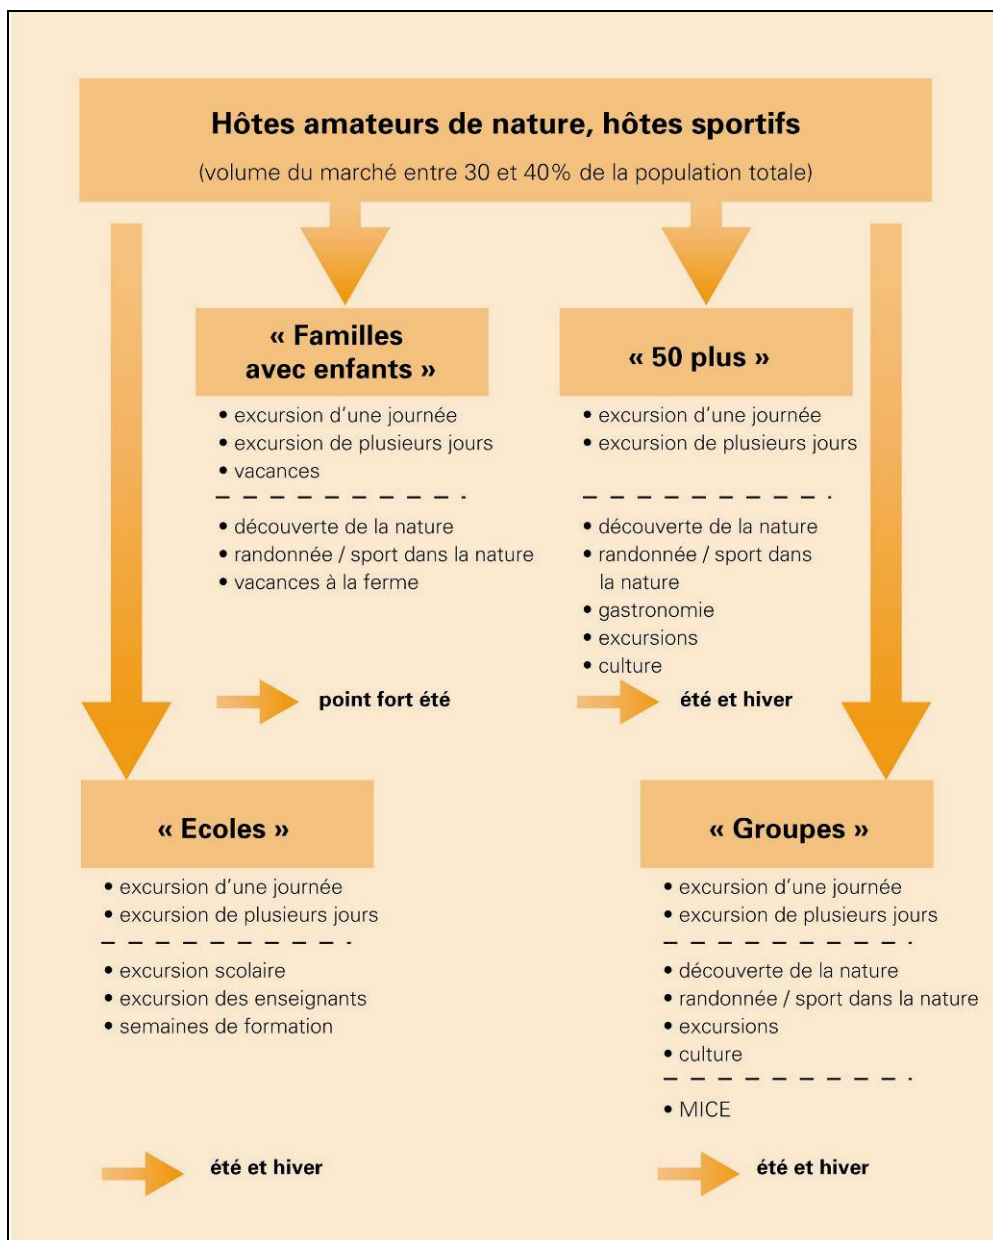 Hôtes amateurs de nature, hôtes sportifs
(volume du marché entre 30 et 40% de la population totale)
« Familles
avec enfants »
• excursion d'une journée
• excursion de plusieurs jours
• vacances
• découverte de la nature
• randonnée / sport dans la nature
• vacances à la ferme
point fort été
« 50 plus »
• excursion d'une journée
• excursion de plusieurs jours
• découverte de la nature
• randonnée / sport dans
la nature
• gastronomie
• excursions
• culture
été et hiver
« Ecoles »
• excursion d'une journée
• excursion de plusieurs jours
• excursion scolaire
• excursion des enseignants
• semaines de formation
été et hiver
« Groupes »
• excursion d'une journée
• excursion de plusieurs jours
• découverte de la nature
• randonnée / sport dans la nature
• excursions
• culture
• MICE
été et hiver